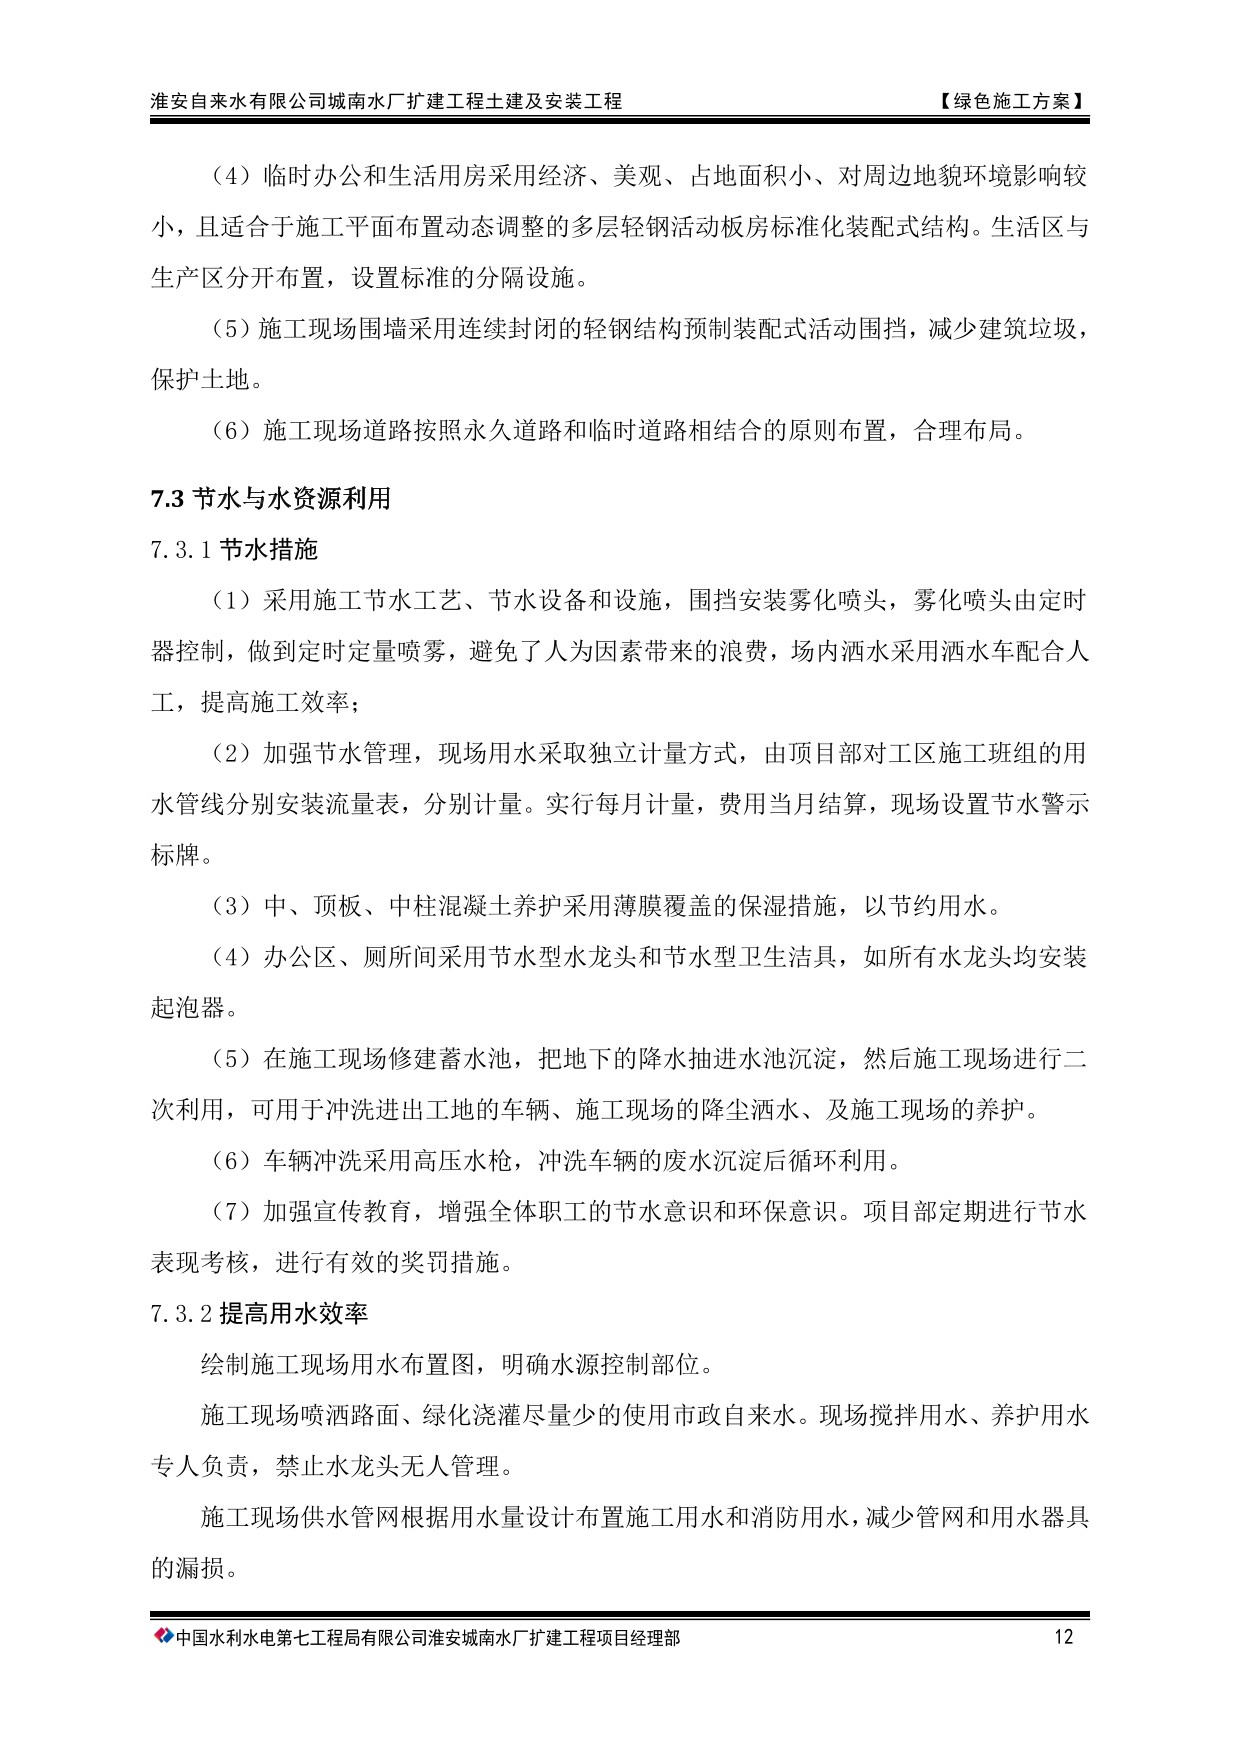 淮安自来水有限公司城南水厂扩建工程土建及安装工程 【绿色施工方案】
（4）临时办公和生活用房采用经济、美观、占地面积小、对周边地貌环境影响较
小，且适合于施工平面布置动态调整的多层轻钢活动板房标准化装配式结构。生活区与
生产区分开布置，设置标准的分隔设施。
（5）施工现场围墙采用连续封闭的轻钢结构预制装配式活动围挡，减少建筑垃圾，
保护土地。
（6）施工现场道路按照永久道路和临时道路相结合的原则布置，合理布局。
7.3 节水与水资源利用
7.3.1 节水措施
（1）采用施工节水工艺、节水设备和设施，围挡安装雾化喷头，雾化喷头由定时
器控制，做到定时定量喷雾，避免了人为因素带来的浪费，场内洒水采用洒水车配合人
工，提高施工效率；
（2）加强节水管理，现场用水采取独立计量方式，由项目部对工区施工班组的用
水管线分别安装流量表，分别计量。实行每月计量，费用当月结算，现场设置节水警示
标牌。
（3）中、顶板、中柱混凝土养护采用薄膜覆盖的保湿措施，以节约用水。
（4）办公区、厕所间采用节水型水龙头和节水型卫生洁具，如所有水龙头均安装
起泡器。
（5）在施工现场修建蓄水池，把地下的降水抽进水池沉淀，然后施工现场进行二
次利用，可用于冲洗进出工地的车辆、施工现场的降尘洒水、及施工现场的养护。
（6）车辆冲洗采用高压水枪，冲洗车辆的废水沉淀后循环利用。
（7）加强宣传教育，增强全体职工的节水意识和环保意识。项目部定期进行节水
表现考核，进行有效的奖罚措施。
7.3.2 提高用水效率
绘制施工现场用水布置图，明确水源控制部位。
施工现场喷洒路面、绿化浇灌尽量少的使用市政自来水。现场搅拌用水、养护用水
专人负责，禁止水龙头无人管理。
施工现场供水管网根据用水量设计布置施工用水和消防用水，减少管网和用水器具
的漏损。
中国水利水电第七工程局有限公司淮安城南水厂扩建工程项目经理部 12